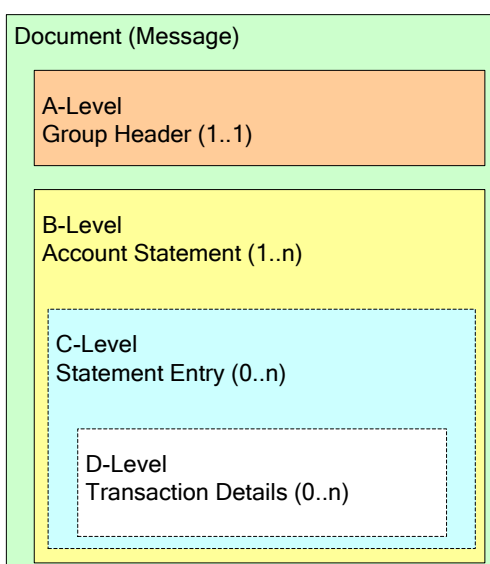 Document (Message)
A-Level
Group Header (1..1)
B-Level
Account Statement (1..n)
C-Level
Statement Entry (0..n)
D-Level
Transaction Details (0..n)